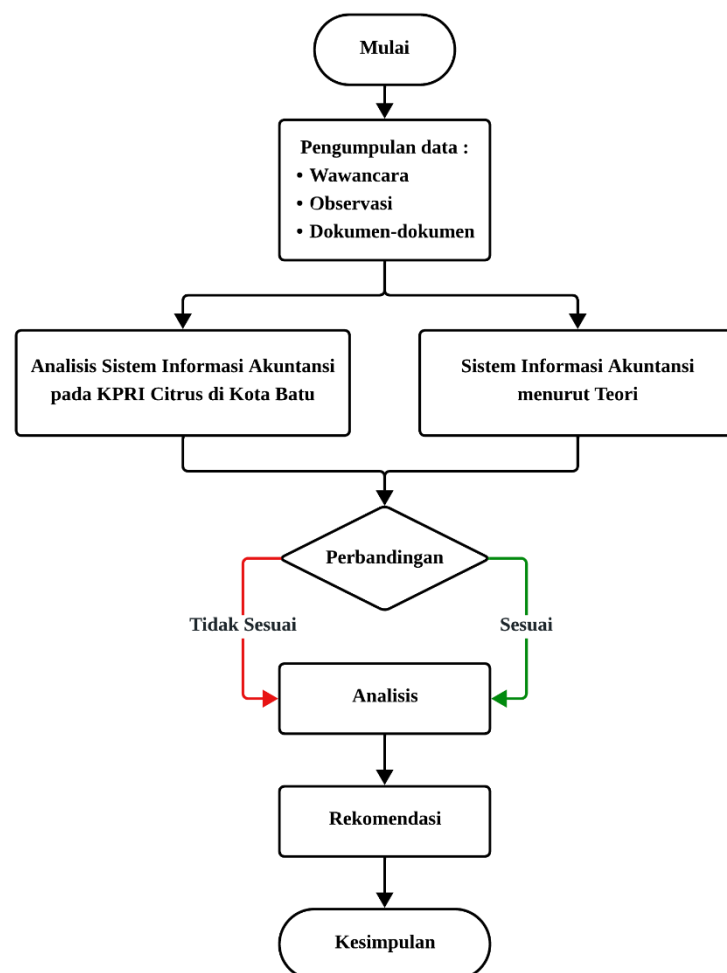 Mulai
Pengumpulan data :
• Wawancara
• Observasi
• Dokumen-dokumen
Analisis Sistem Informasi Akuntansi
pada KPRI Citrus di Kota Batu
Sistem Informasi Akuntansi
menurut Teori
Perbandingan
Tidak Sesuai
Sesuai
Analisis
Rekomendasi
Kesimpulan